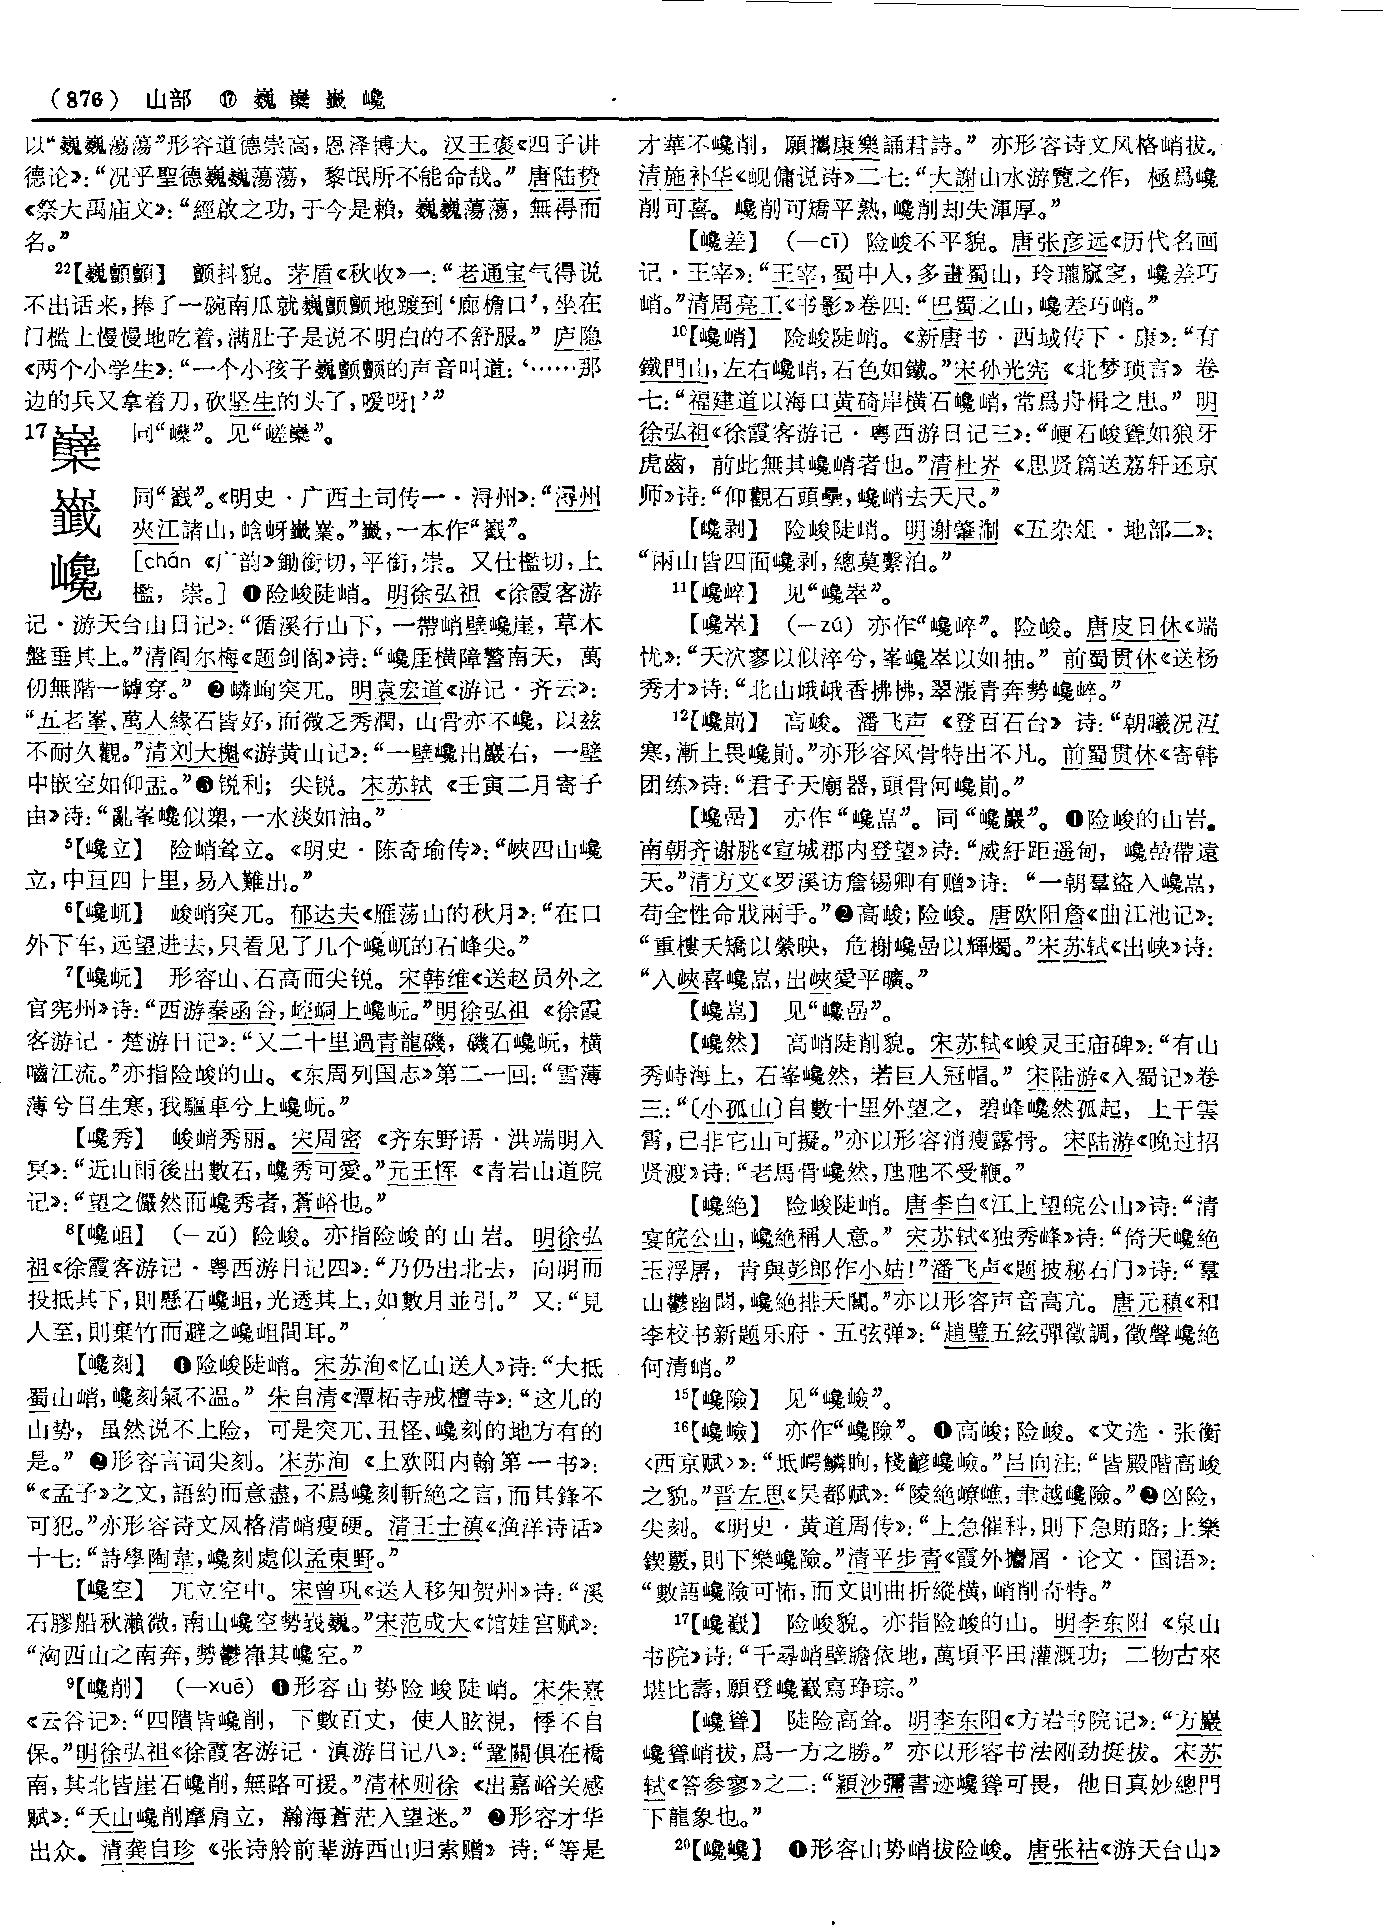 (876) 山部 ⑰ 巍 巕 㠨 巉
以“巍巍蕩蕩”形容道德崇高，恩泽博大。汉王褒《四子讲
德论》：“况乎聖德巍巍蕩蕩，黎氓所不能命哉。”唐陆贽
《祭大禹庙文》：“經啟之功，于今是賴，巍巍蕩蕩，無得而
名。”
22【巍顫顫】 颤抖貌。茅盾《秋收》一：“老通宝气得说
不出话来，捧了一碗南瓜就巍颤颤地踱到‘廊檐口’，坐在
门槛上慢慢地吃着，满肚子是说不明白的不舒服。”庐隐
《两个小学生》：“一个小孩子巍颤颤的声音叫道：‘……那
边的兵又拿着刀，砍坚生的头了，嗳呀！’”
17 同“㠎”。见“嵯㠎”。
同“巀”。《明史·广西土司传一·浔州》：“浔州
夾江諸山，峆岈巀嶪。”，一本作“巀”。
巉 [chán 《广韵》鋤銜切，平銜，崇。又仕檻切，上
檻，崇。] ❶险峻陡峭。明徐弘祖《徐霞客游
记·游天台山日记》：“循溪行山下，一帶峭壁巉崖，草木
盤垂其上。”清阎尔梅《题剑阁》诗：“巉厓橫障警南天，萬
仞無階一罅穿。” ❷嶙峋突兀。明袁宏道《游记·齐云》：
“五老峯、萬人緣石皆好，而微乏秀潤，山骨亦不巉，以兹
不耐久觀。”清刘大櫆《游黄山记》：“一壁巉出巖右，一壁
中嵌空如仰盂。”❸锐利；尖锐。宋苏轼《壬寅二月寄子
由》诗：“亂峯巉似槊，一水淡如油。”
5【巉立】 险峭耸立。《明史·陈奇瑜传》：“峽四山巉
立，中亘四十里，易入難出。”
6【巉屼】 峻峭突兀。郁达夫《雁荡山的秋月》：“在口
外下车，远望进去，只看见了几个巉屼的石峰尖。”
7【巉岏】 形容山、石高而尖锐。宋韩维《送赵员外之
官宪州》诗：“西游秦函谷，崆峒上巉岏。”明徐弘祖《徐霞
客游记·楚游日记》：“又二十里過青龍磯，磯石巉岏，橫
嚙江流。”亦指险峻的山。《东周列国志》第二一回：“雪薄
薄兮日生寒，我驅車兮上巉岏。”
【巉秀】 峻峭秀丽。宋周密《齐东野语·洪端明入
冥》：“近山雨後出數石，巉秀可愛。”元王恽《青岩山道院
记》：“望之儼然而巉秀者，蒼峪也。”
8【巉岨】 （—zǔ）险峻。亦指险峻的山岩。明徐弘
祖《徐霞客游记·粤西游日记四》：“乃仍出北去，向明而
投抵其下，則懸石巉岨，光透其上，如數月並引。”又：“見
人至，則棄竹而避之巉岨間耳。”
【巉刻】 ❶险峻陡峭。宋苏洵《忆山送人》诗：“大抵
蜀山峭，巉刻氣不溫。”朱自清《潭柘寺戒檀寺》：“这儿的
山势，虽然说不上险，可是突兀、丑怪、巉刻的地方有的
是。” ❷形容言词尖刻。宋苏洵《上欧阳内翰第一书》：
“《孟子》之文，語約而意盡，不爲巉刻斬絶之言，而其鋒不
可犯。”亦形容诗文风格清峭瘦硬。清王士禛《渔洋诗话》
十七：“詩學陶韋，巉刻處似孟東野。”
【巉空】 兀立空中。宋曾巩《送人移知贺州》诗：“溪
石膠船秋瀨微，南山巉空勢峩巍。”宋范成大《馆娃宫赋》：
“洶西山之南奔，勢鬱嵂其巉空。”
9【巉削】 （—xuē）❶形容山势险峻陡峭。宋朱熹
《云谷记》：“四隤皆巉削，下數百丈，使人眩視，悸不自
保。”明徐弘祖《徐霞客游记·滇游日记八》：“鞏關俱在橋
南，其北皆崖石巉削，無路可援。”清林则徐《出嘉峪关感
赋》：“天山巉削摩肩立，瀚海蒼茫入望迷。” ❷形容才华
出众。清龚自珍《张诗舲前辈游西山归索赠》诗：“等是
才華不巉削，願攜康樂誦君詩。”亦形容诗文风格峭拔。
清施补华《岘傭说诗》二七：“大謝山水游覽之作，極爲巉
削可喜。巉削可矯平熟，巉削却失渾厚。”
【巉差】 （—cī）险峻不平貌。唐张彦远《历代名画
记·王宰》：“王宰，蜀中人，多畫蜀山，玲瓏窳窆，巉差巧
峭。”清周亮工《书影》卷四：“巴蜀之山，巉差巧峭。”
10【巉峭】 险峻陡峭。《新唐书·西域传下·康》：“有
鐵門山，左右巉峭，石色如鐵。”宋孙光宪《北梦琐言》卷
七：“福建道以海口黄碕岸橫石巉峭，常爲舟楫之患。”明
徐弘祖《徐霞客游记·粤西游日记三》：“峺石峻聳如狼牙
虎齒，前此無其巉峭者也。”清杜岕《思贤篇送荔轩还京
师》诗：“仰觀石頭壘，巉峭去天尺。”
【巉剥】 险峻陡峭。明谢肇淛《五杂俎·地部二》：
“兩山皆四面巉剥，總莫繫泊。”
11【巉崪】 见“巉崒”。
【巉崒】 （—zú）亦作“巉崪”。险峻。唐皮日休《端
忧》：“天泬寥以似淬兮，峯巉崒以如抽。”前蜀贯休《送杨
秀才》诗：“北山峨峨香拂拂，翠漲青奔勢巉崪。”
12【巉崱】 高峻。潘飞声《登百石台》诗：“朝曦况沍
寒，漸上畏巉崱。”亦形容风骨特出不凡。前蜀贯休《寄韩
团练》诗：“君子天廟器，頭骨何巉崱。”
【巉嵒】 亦作“巉嵓”。同“巉巖”。❶险峻的山岩。
南朝齐谢朓《宣城郡内登望》诗：“威紆距遥甸，巉嵒帶遠
天。”清方文《罗溪访詹锡卿有赠》诗：“一朝羣盜入巉嵓，
苟全性命戕兩手。”❷高峻；险峻。唐欧阳詹《曲江池记》：
“重樓夭矯以縈映，危榭巉嵒以輝燭。”宋苏轼《出峡》诗：
“入峽喜巉嵓，出峽愛平曠。”
【巉嵓】 见“巉嵒”。
【巉然】 高峭陡削貌。宋苏轼《峻灵王庙碑》：“有山
秀峙海上，石峯巉然，若巨人冠帽。”宋陆游《入蜀记》卷
三：“〔小孤山〕自數十里外望之，碧峰巉然孤起，上干雲
霄，已非它山可擬。”亦以形容消瘦露骨。宋陆游《晚过招
贤渡》诗：“老馬骨巉然，虺虺不受鞭。”
【巉絶】 险峻陡峭。唐李白《江上望皖公山》诗：“清
宴皖公山，巉絶稱人意。”宋苏轼《独秀峰》诗：“倚天巉絶
玉浮屠，肯與彭郎作小姑！”潘飞声《题披秘右门》诗：“羣
山鬱幽閟，巉絶排天閽。”亦以形容声音高亢。唐元稹《和
李校书新题乐府·五弦弹》：“趙璧五絃彈徵調，徵聲巉絶
何清峭。”
15【巉險】 见“巉嶮”。
16【巉嶮】 亦作“巉險”。❶高峻；险峻。《文选·张衡
〈西京赋〉》：“坻崿鱗眴，棧齴巉嶮。”吕向注：“皆殿階高峻
之貌。”晋左思《吴都赋》：“陵絶嶚嶕，聿越巉險。”❷凶险，
尖刻。《明史·黄道周传》：“上急催科，則下急賄賂；上樂
鍥覈，則下樂巉險。”清平步青《霞外攟屑·论文·国语》：
“數語巉險可怖，而文則曲折縱橫，峭削奇特。”
17【巉巀】 险峻貌。亦指险峻的山。明李东阳《泉山
书院》诗：“千尋峭壁膽依地，萬頃平田灌溉功；二物古來
堪比壽，願登巉巀寫琤琮。”
【巉聳】 陡险高耸。明李东阳《方岩书院记》：“方巖
巉聳峭拔，爲一方之勝。”亦以形容书法刚劲挺拔。宋苏
轼《答参寥》之二：“穎沙彌書迹巉聳可畏，他日真妙總門
下龍象也。”
20【巉巉】 ❶形容山势峭拔险峻。唐张祜《游天台山》